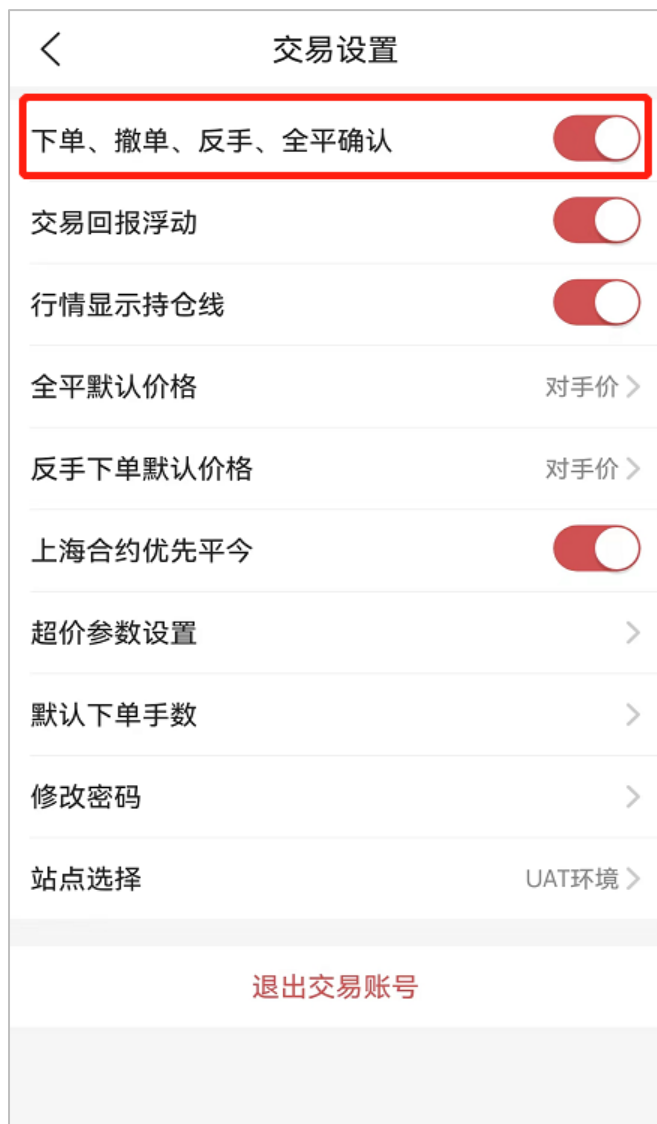 交易设置
下单、撤单、反手、全平确认
交易回报浮动
行情显示持仓线
全平默认价格 对手价
反手下单默认价格 对手价
上海合约优先平今
超价参数设置
默认下单手数
修改密码
站点选择 UAT环境
退出交易账号